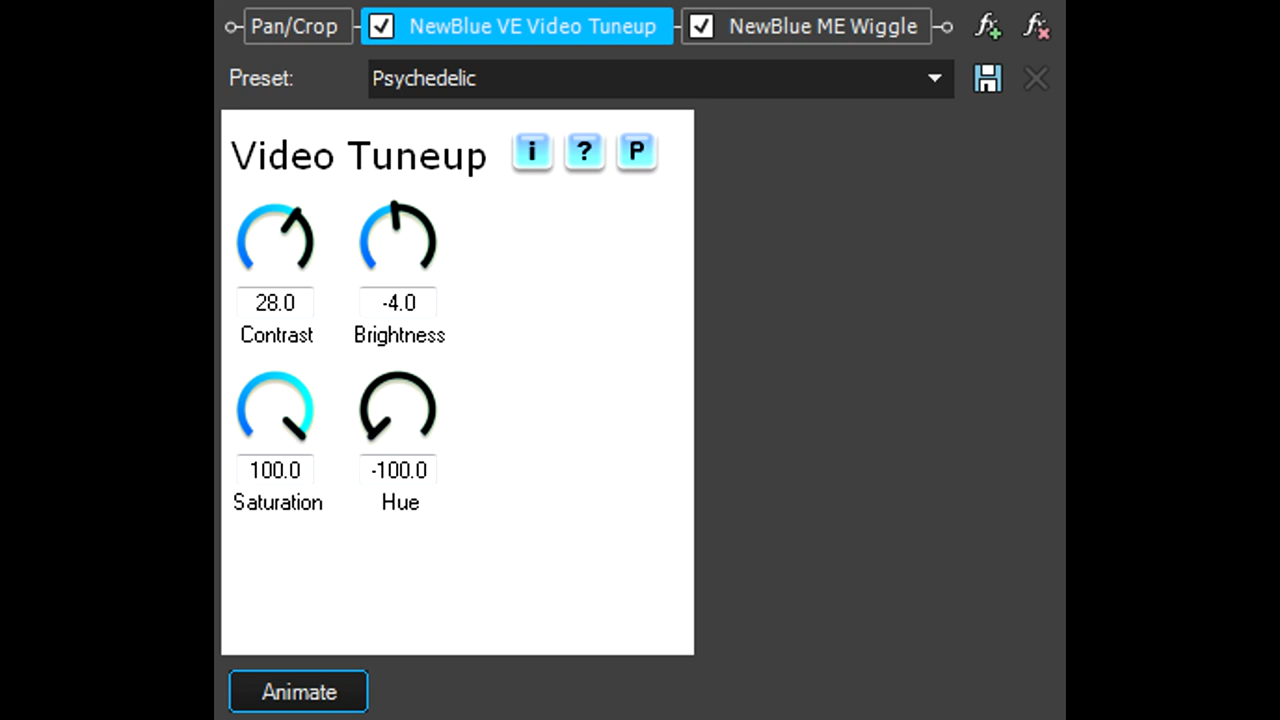 Pan/Crop NewBlue VE Video Tuneup NewBlue ME Wiggle
Preset: Psychedelic
Video Tuneup i ? P
28.0 -4.0
Contrast Brightness
100.0 -100.0
Saturation Hue
Animate